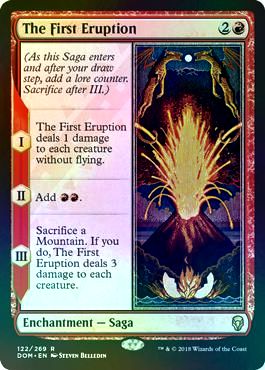 The First Eruption 2
(As this Saga enters
and after your draw
step, add a lore counter.
Sacrifice after III.)
I
The First Eruption
deals 1 damage
to each creature
without flying.
II
Add
III
Sacrifice a
Mountain. If you
do, The First
Eruption deals 3
damage to each
creature.
Enchantment — Saga
122/269 R
DOM • EN Steven Belledin
™ & © 2018 Wizards of the Coast